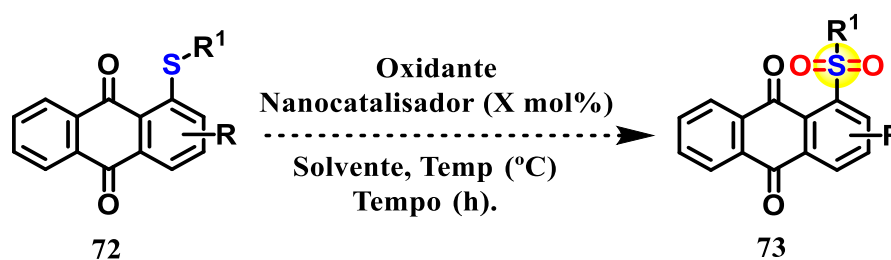 O
S
R¹
R
O
72
Oxidante
Nanocatalisador (X mol%)
Solvente, Temp (ºC)
Tempo (h).
R¹
O
O
S
O
R
O
73